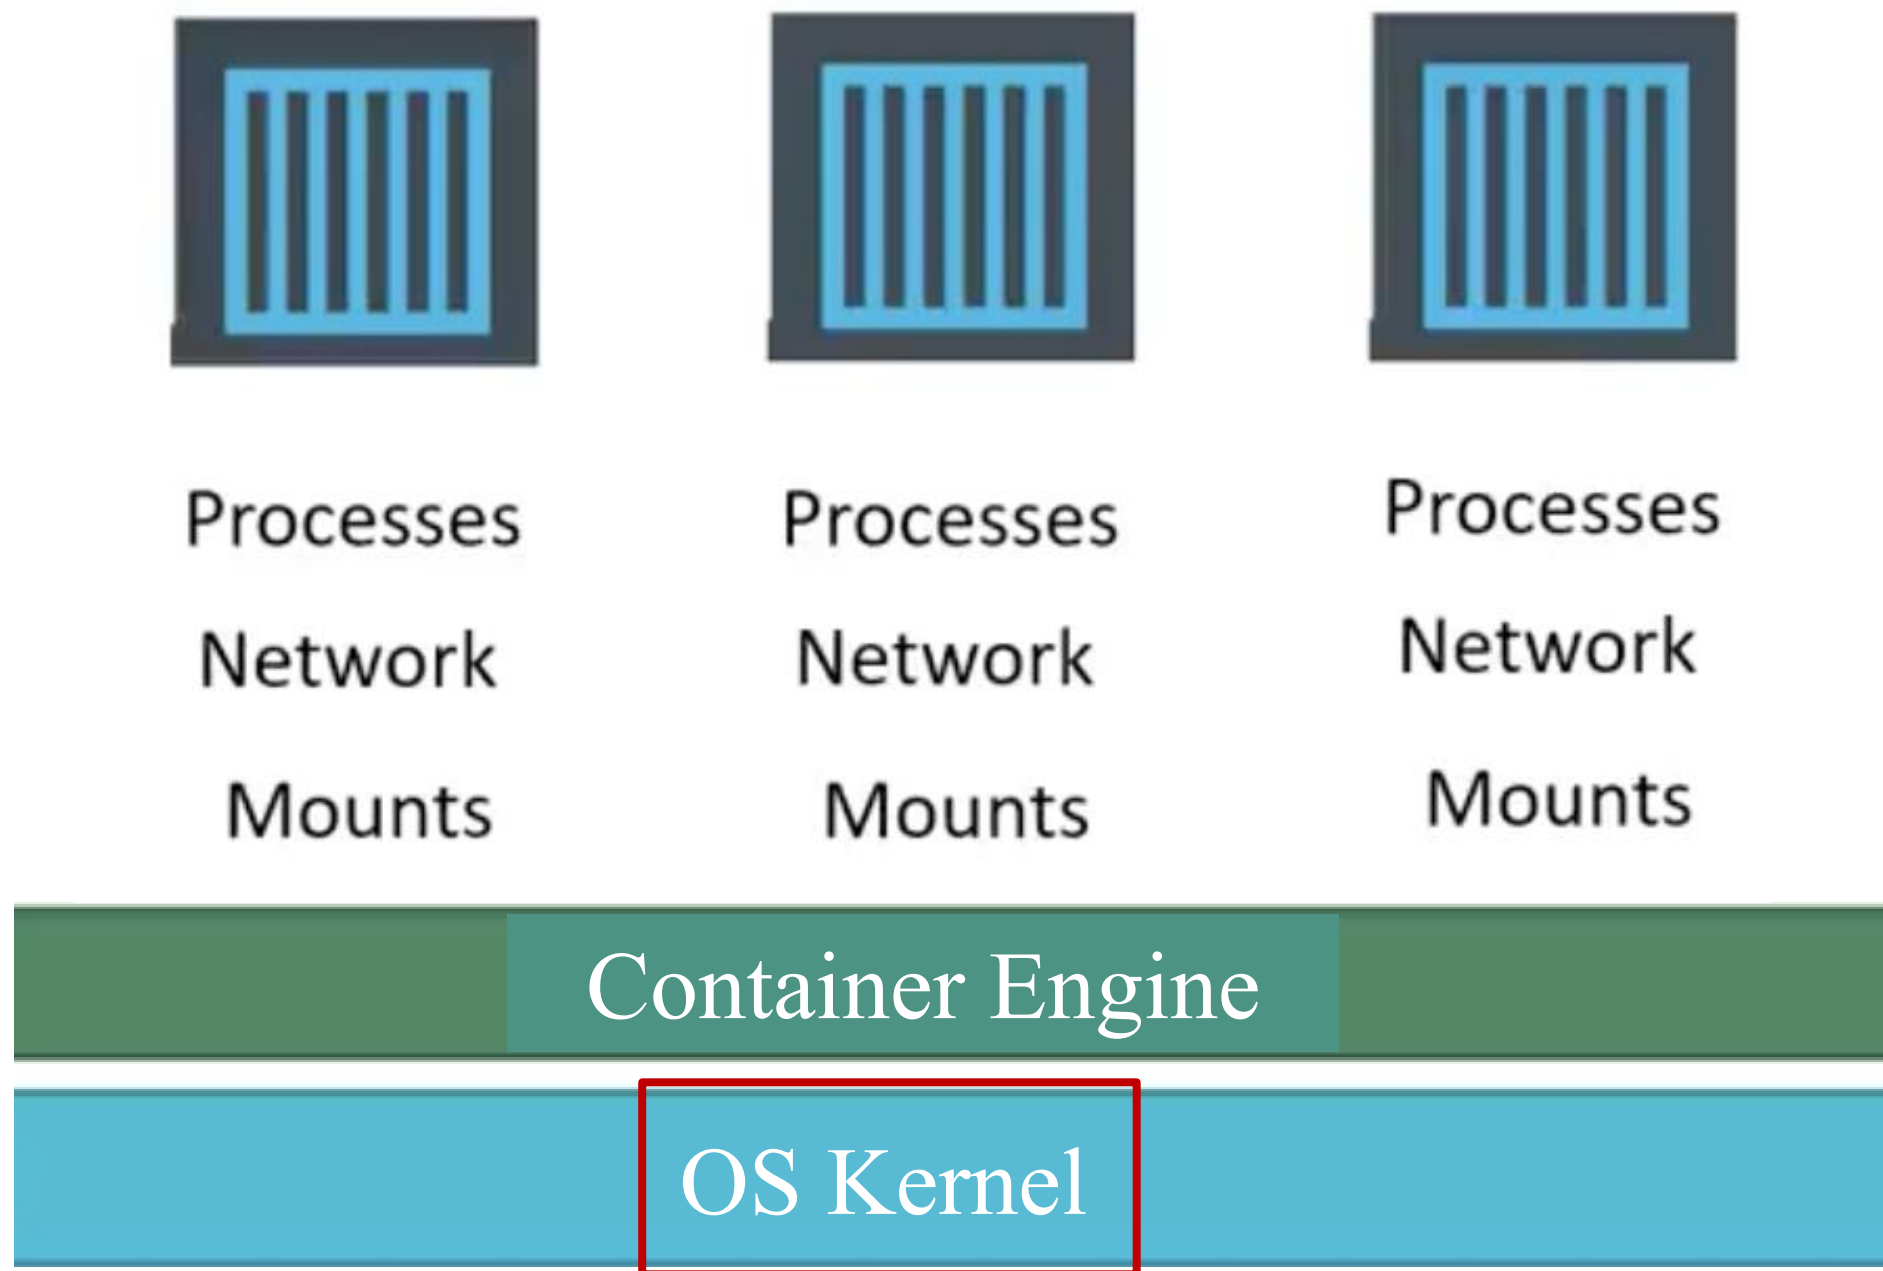 Processes
Network
Mounts
Processes
Network
Mounts
Processes
Network
Mounts
Container Engine
OS Kernel